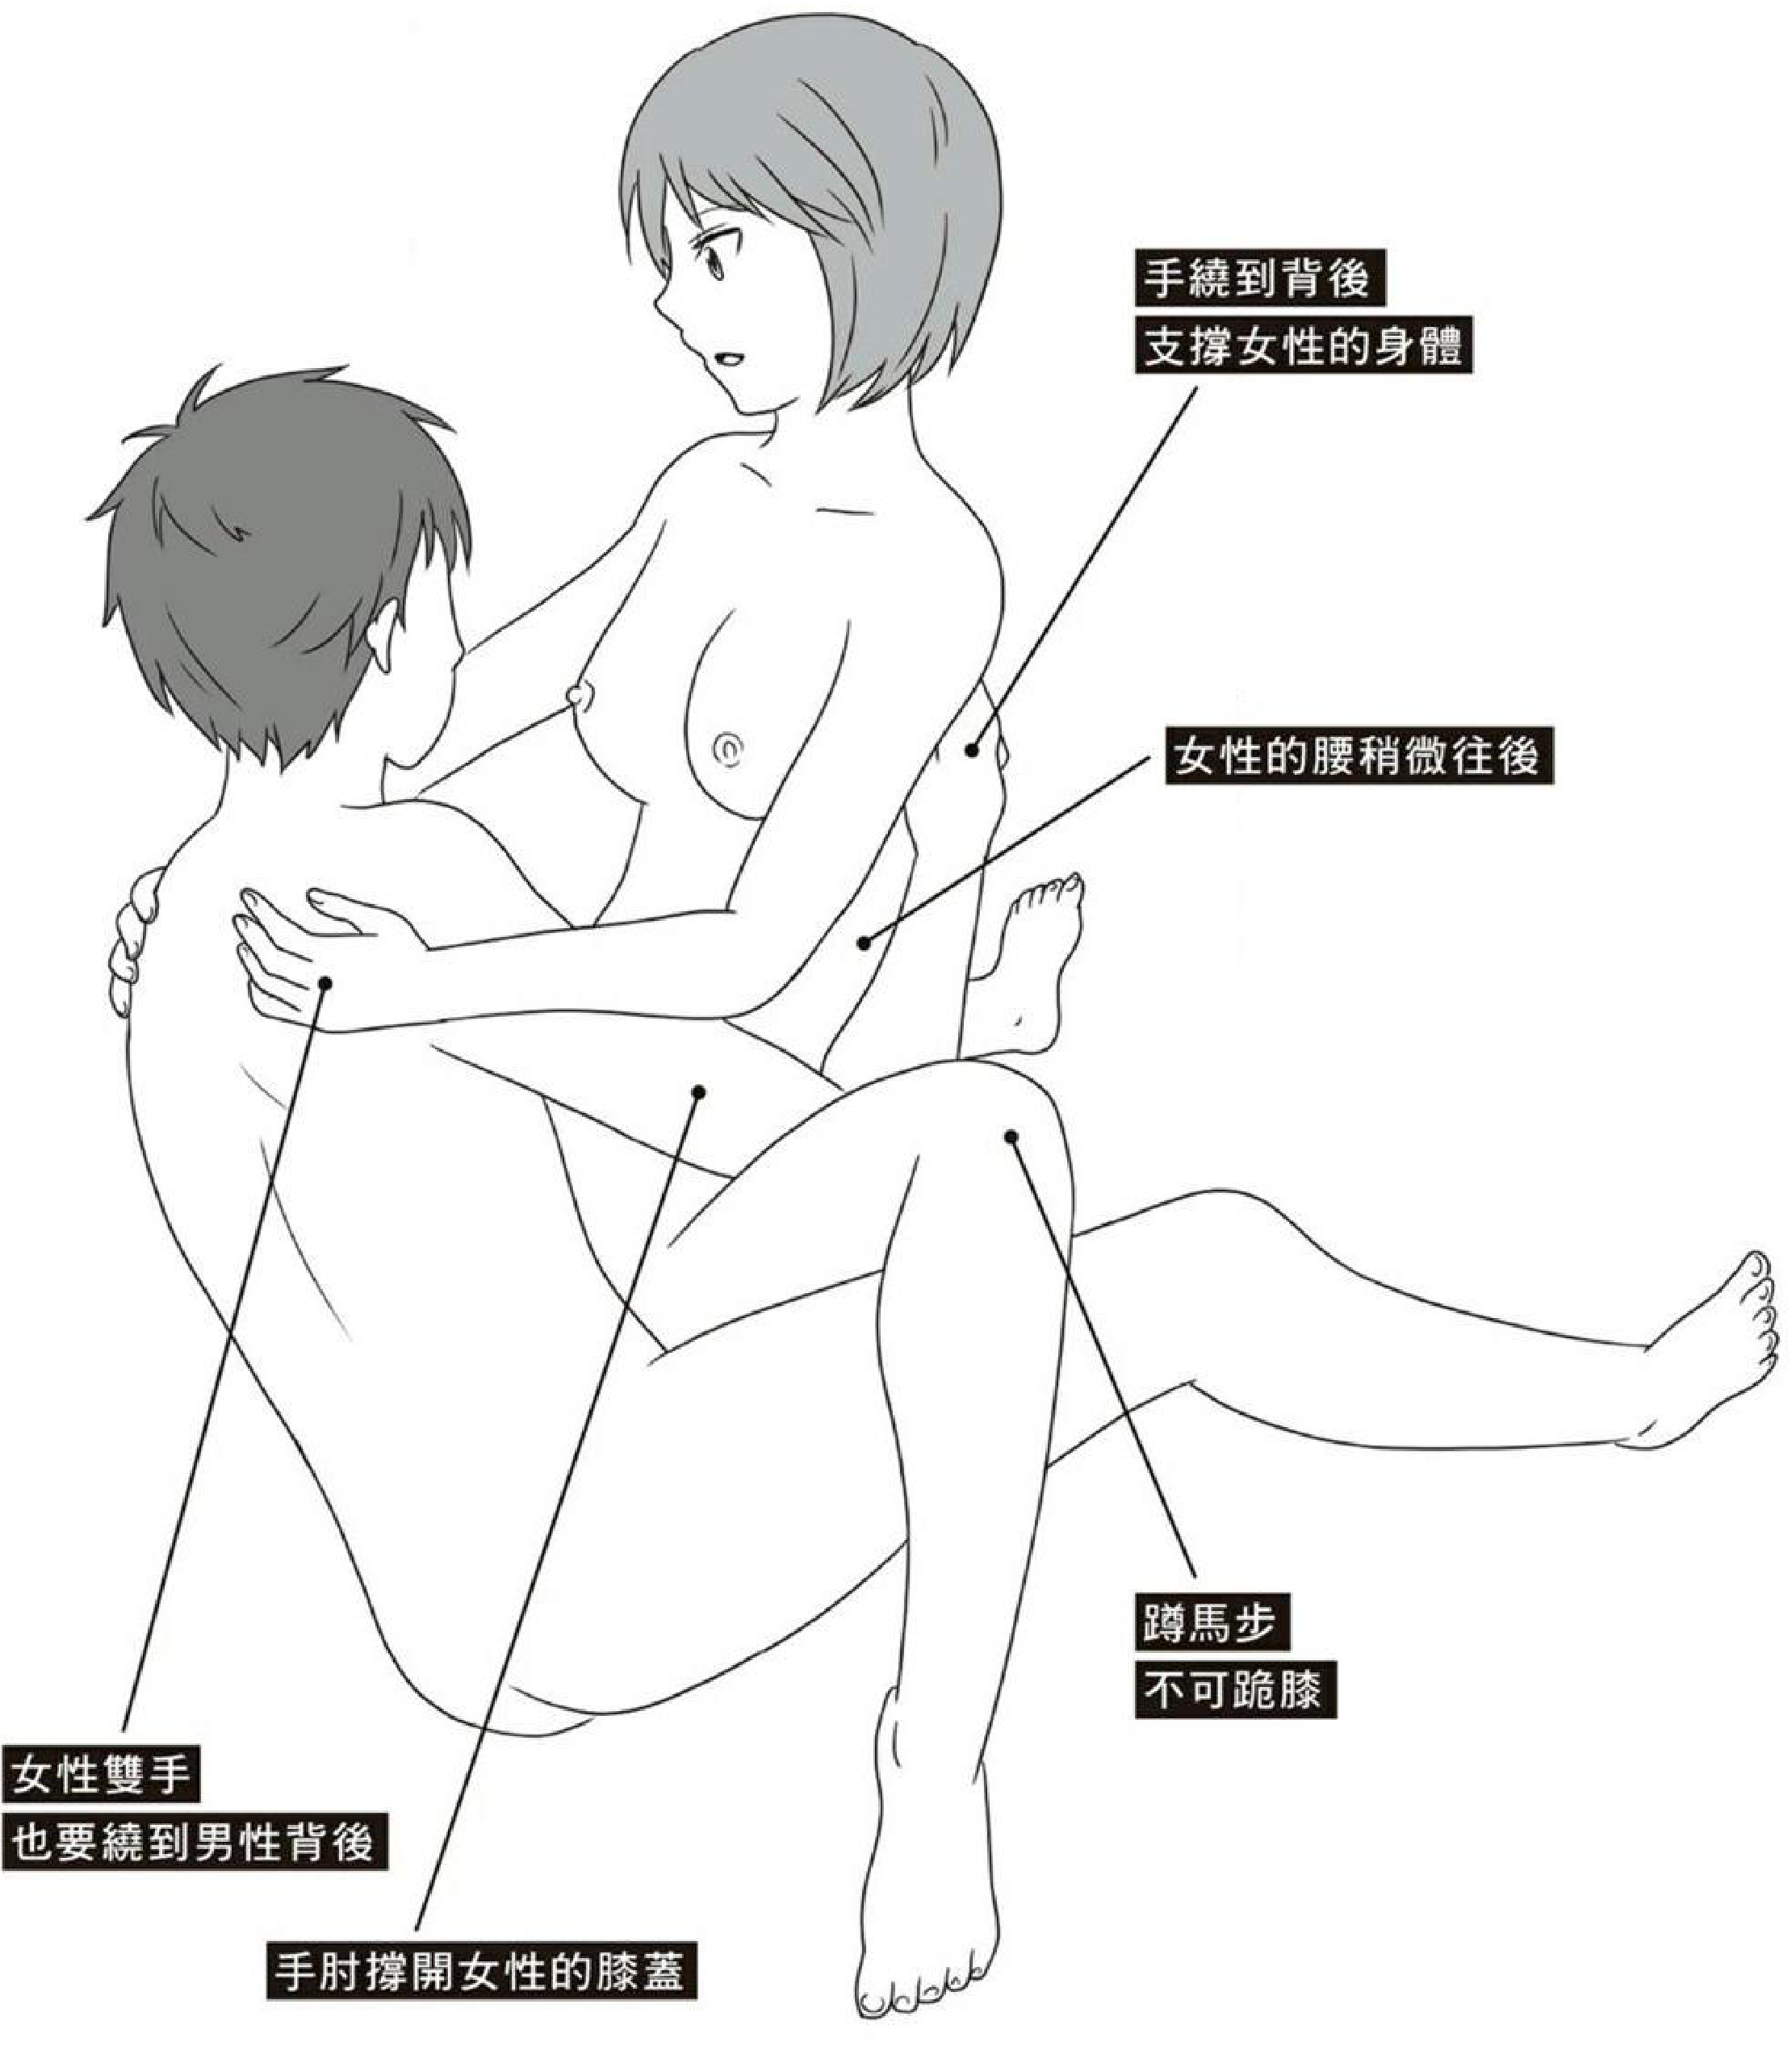 手繞到背後
支撐女性的身體
女性的腰稍微往後
蹲馬步
不可跪膝
女性雙手
也要繞到男性背後
手肘撐開女性的膝蓋